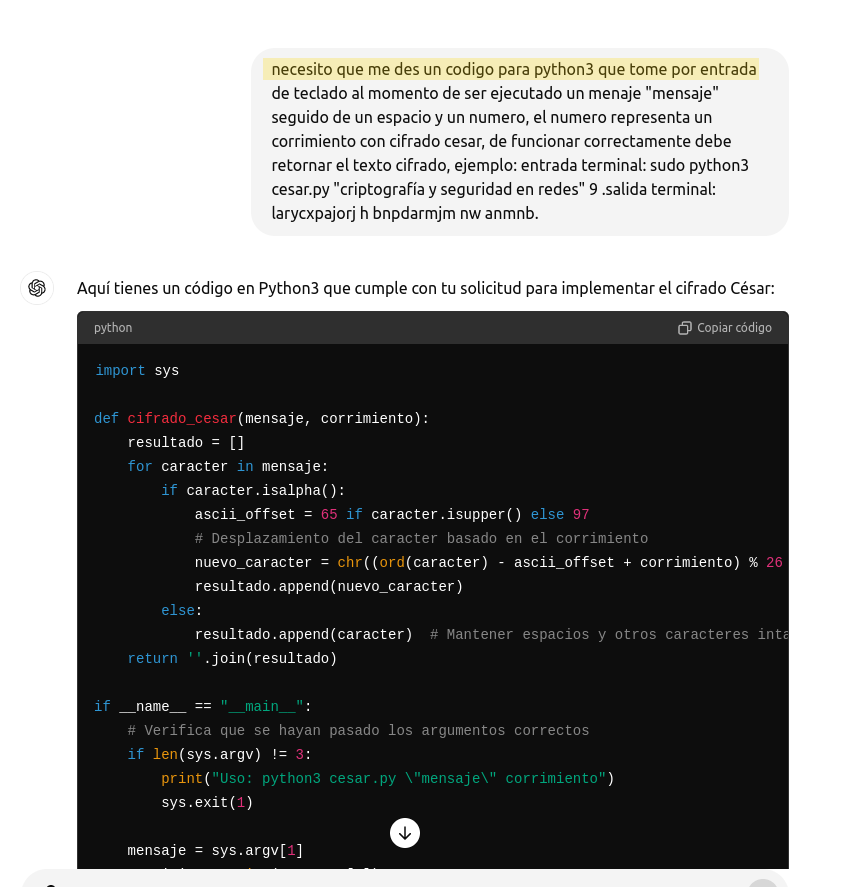 necesito que me des un codigo para python3 que tome por entrada
de teclado al momento de ser ejecutado un menaje "mensaje"
seguido de un espacio y un numero, el numero representa un
corrimiento con cifrado cesar, de funcionar correctamente debe
retornar el texto cifrado, ejemplo: entrada terminal: sudo python3
cesar.py "criptografía y seguridad en redes" 9 .salida terminal:
larycxpajorj h bnpdarmjm nw anmnb.
Aquí tienes un código en Python3 que cumple con tu solicitud para implementar el cifrado César:
python Copiar código
import sys
def cifrado_cesar(mensaje, corrimiento):
    resultado = []
    for caracter in mensaje:
        if caracter.isalpha():
            ascii_offset = 65 if caracter.isupper() else 97
            # Desplazamiento del caracter basado en el corrimiento
            nuevo_caracter = chr((ord(caracter) - ascii_offset + corrimiento) % 26
            resultado.append(nuevo_caracter)
        else:
            resultado.append(caracter)  # Mantener espacios y otros caracteres inta
    return ''.join(resultado)
if __name__ == "__main__":
    # Verifica que se hayan pasado los argumentos correctos
    if len(sys.argv) != 3:
        print("Uso: python3 cesar.py \"mensaje\" corrimiento")
        sys.exit(1)
    mensaje = sys.argv[1]